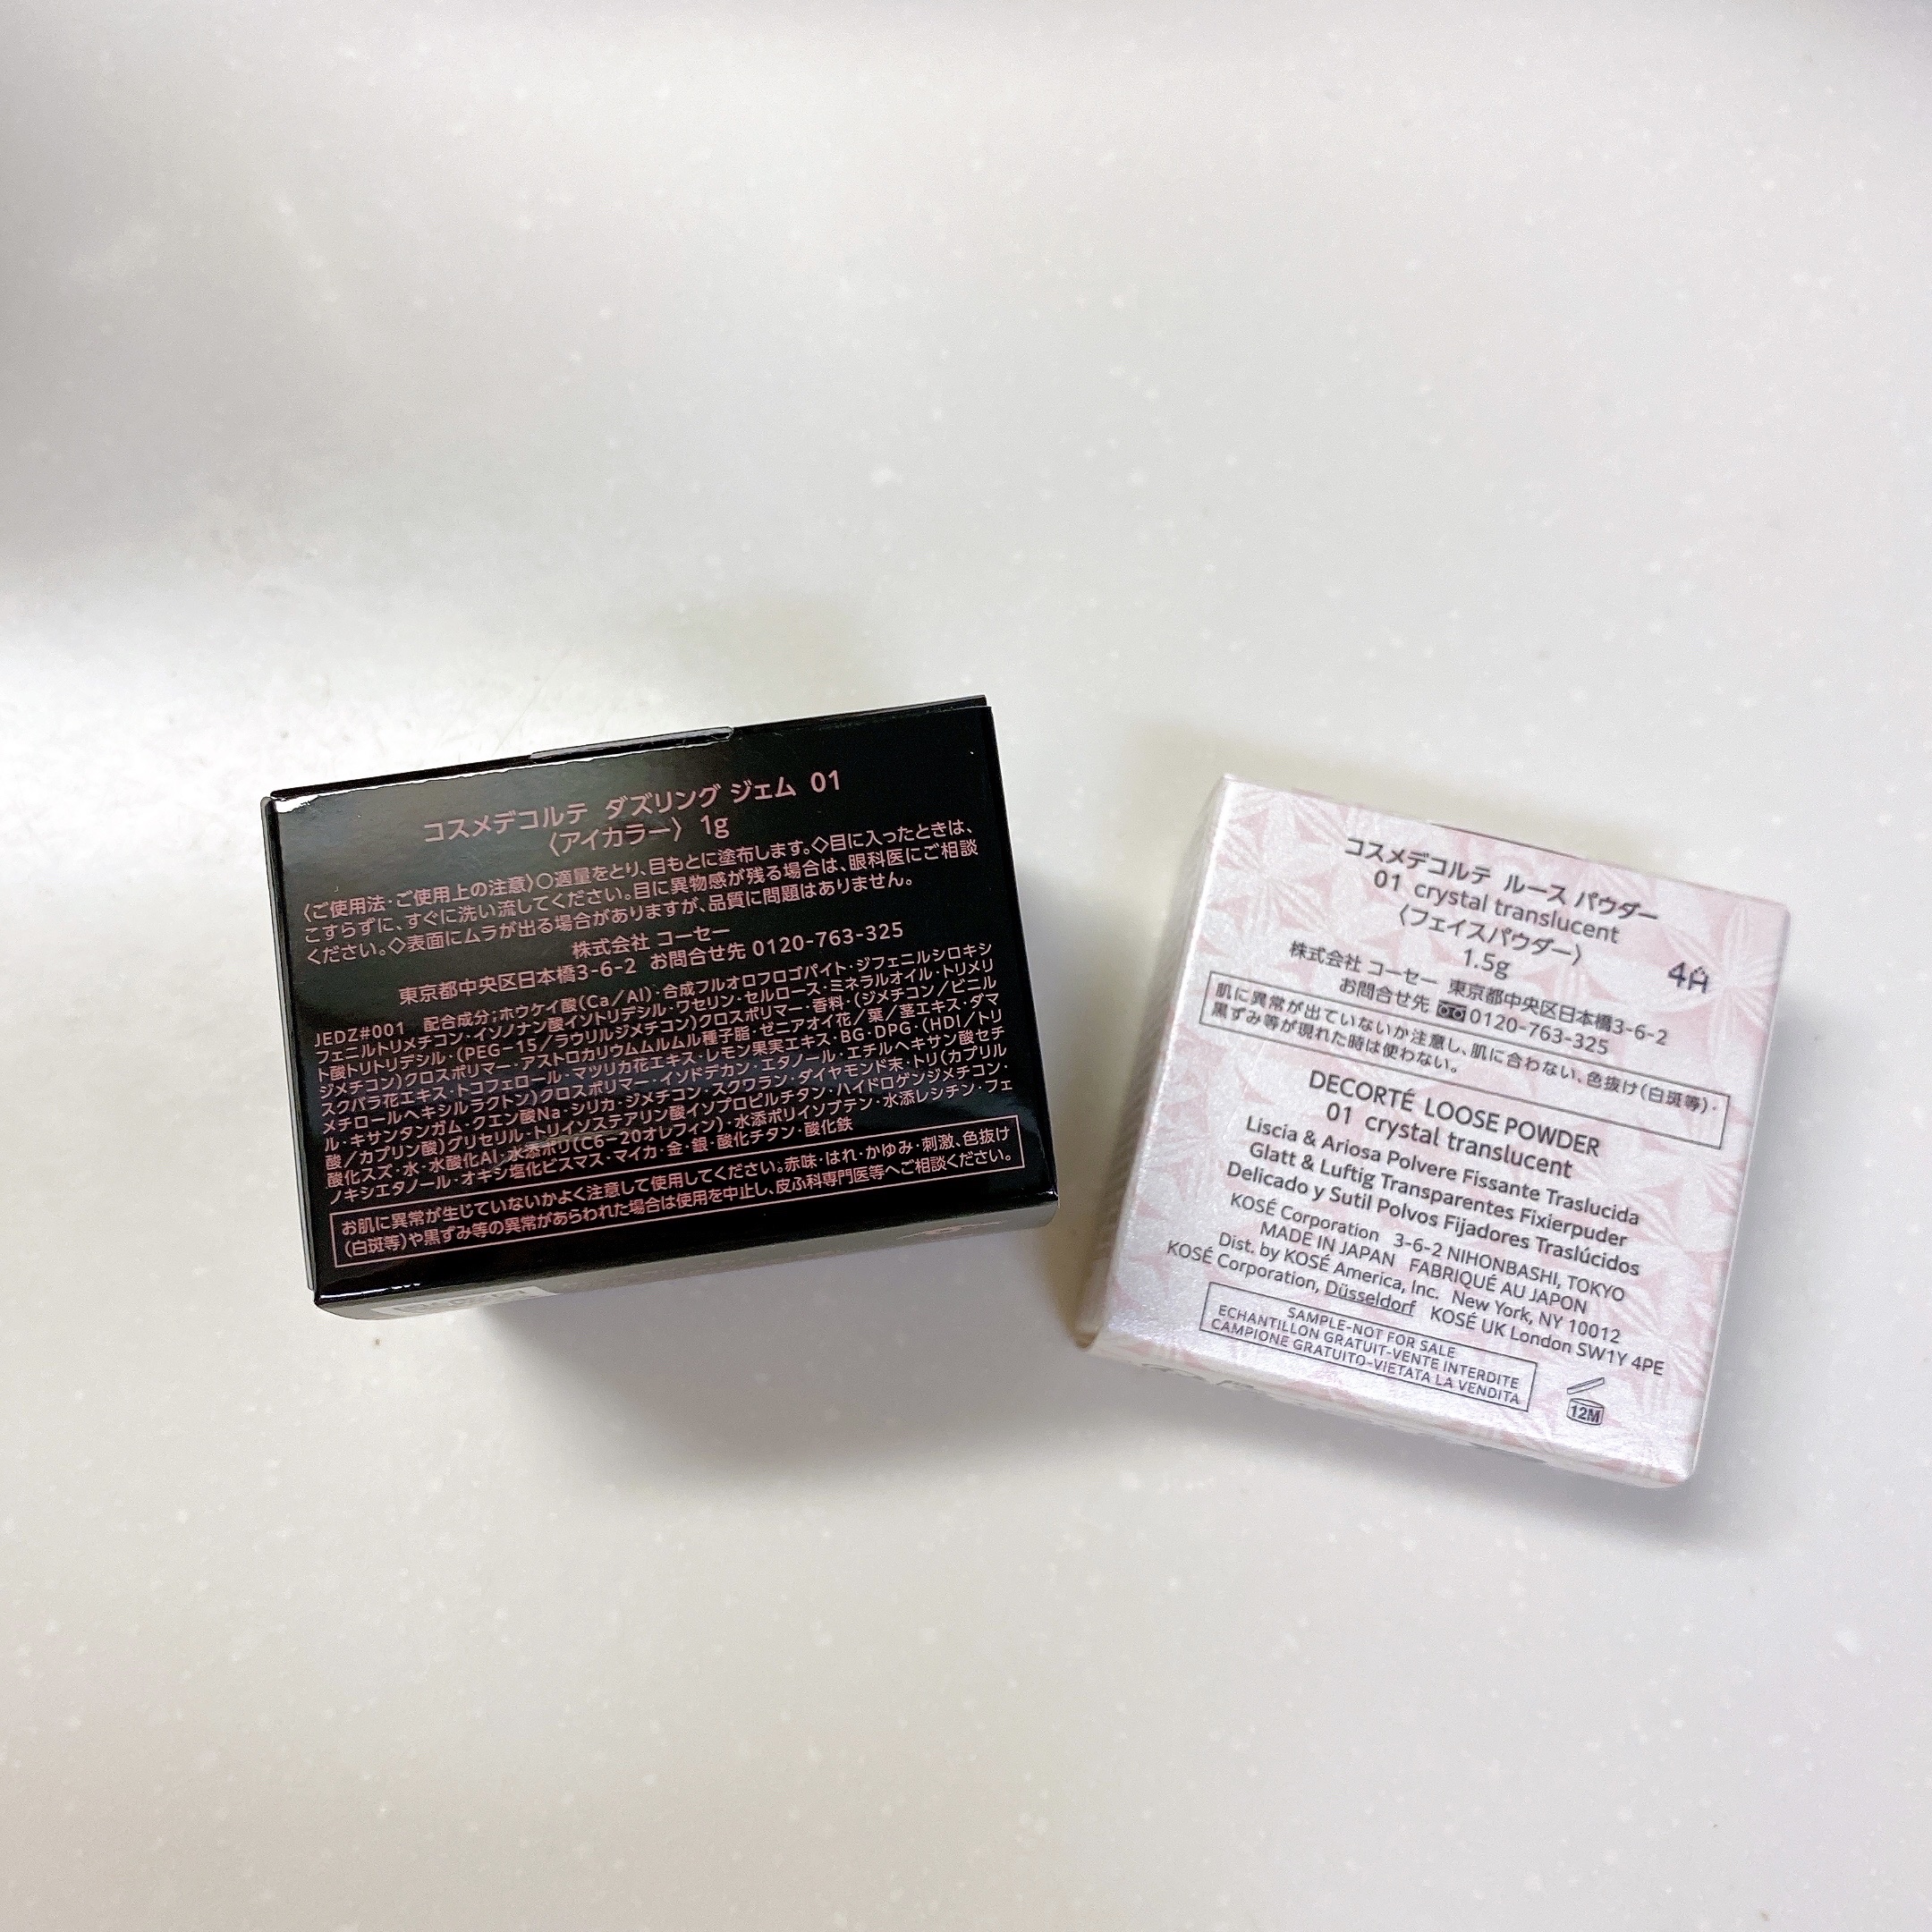 コスメデコルテ ダズリング ジェム 01
〈アイカラー〉 1g
〈ご使用法・ご使用上の注意〉○適量をとり、目もとに塗布します。◇目に入ったときは、
こすらずに、すぐに洗い流してください。目に異物感が残る場合は、眼科医にご相談
ください。◇表面にムラが出る場合がありますが、品質に問題はありません。
株式会社 コーセー
東京都中央区日本橋3-6-2 お問合せ先 0120-763-325
JEDZ#001 配合成分:ホウケイ酸(Ca/Al)・合成フルオロフロゴパイト・ジフェニルシロキシ
フェニルトリメチコン・イソノナン酸イソトリデシル・ワセリン・セルロース・ミネラルオイル・トリメリ
ト酸トリトリデシル・(PEG-15/ラウリルジメチコン)クロスポリマー・香料・(ジメチコン/ビニル
ジメチコン)クロスポリマー・アストロカリウムムルムル種子脂・ゼニアオイ花/葉/茎エキス・ダマ
スクバラ花エキス・トコフェロール・マツリカ花エキス・レモン果実エキス・BG・DPG・(HDI/トリ
メチロールヘキシルラクトン)クロスポリマー・イソドデカン・エタノール・エチルヘキサン酸セチ
ル・キサンタンガム・クエン酸Na・シリカ・ジメチコン・スクワラン・ダイヤモンド末・トリ(カプリル
酸/カプリン酸)グリセリル・トリイソステアリン酸イソプロピルチタン・ハイドロゲンジメチコン・
酸化スズ・水・水酸化Al・水添ポリ(C6-20オレフィン)・水添ポリイソブテン・水添レシチン・フェ
ノキシエタノール・オキシ塩化ビスマス・マイカ・金・銀・酸化チタン・酸化鉄
お肌に異常が生じていないかよく注意して使用してください。赤味・はれ・かゆみ・刺激、色抜け
(白斑等)や黒ずみ等の異常があらわれた場合は使用を中止し、皮ふ科専門医等へご相談ください。
コスメデコルテ ルース パウダー
01 crystal translucent
〈フェイスパウダー〉
1.5g
4A
株式会社 コーセー 東京都中央区日本橋3-6-2
お問合せ先 0120-763-325
肌に異常が出ていないか注意し、肌に合わない、色抜け(白斑等)・
黒ずみ等が現れた時は使わない。
DECORTÉ LOOSE POWDER
01 crystal translucent
Liscia & Ariosa Polvere Fissante Traslucida
Glatt & Luftig Transparentes Fixierpuder
Delicado y Sutil Polvos Fijadores Traslúcidos
KOSÉ Corporation 3-6-2 NIHONBASHI, TOKYO
MADE IN JAPAN FABRIQUÉ AU JAPON
Dist. by KOSÉ America, Inc. New York, NY 10012
KOSÉ Corporation, Düsseldorf KOSÉ UK London SW1Y 4PE
SAMPLE-NOT FOR SALE
ECHANTILLON GRATUIT-VENTE INTERDITE
CAMPIONE GRATUITO-VIETATA LA VENDITA
12M